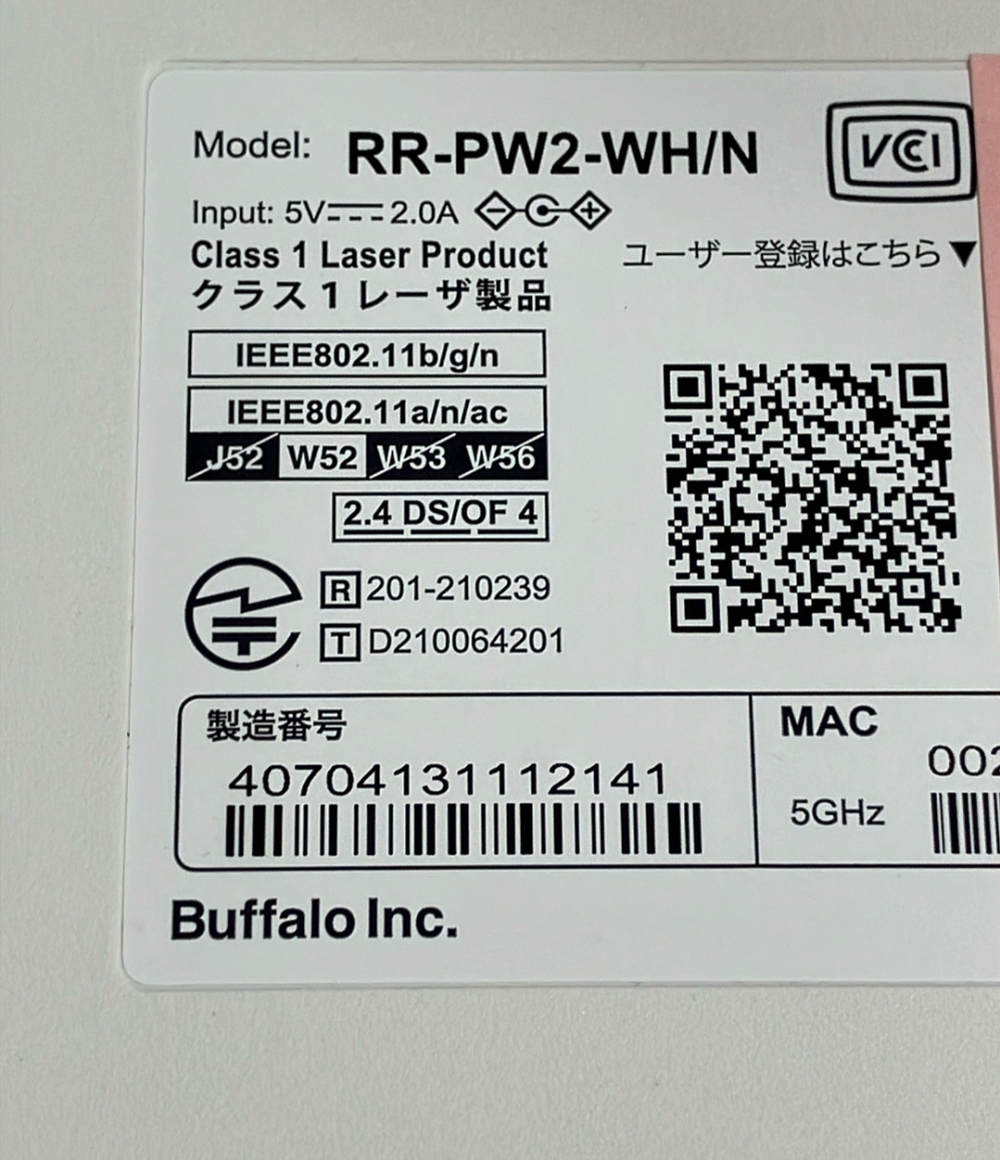 Model: RR-PW2-WH/N
VCCI
Input: 5V⎓2.0A
Class 1 Laser Product
ユーザー登録はこちら▼
クラス1レーザ製品
IEEE802.11b/g/n
IEEE802.11a/n/ac
J52 W52 W53 W56
2.4 DS/OF 4
R 201-210239
T D210064201
製造番号
40704131112141
MAC
002
5GHz
Buffalo Inc.